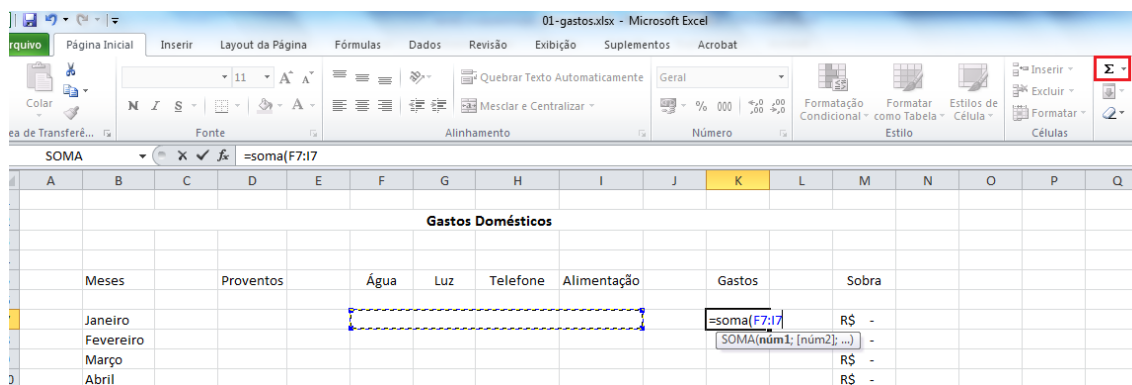 01-gastos.xlsx - Microsoft Excel
rquivo Página Inicial Inserir Layout da Página Fórmulas Dados Revisão Exibição Suplementos Acrobat
11 A A Quebrar Texto Automaticamente Geral Inserir Σ
Colar Excluir
N I S A Mesclar e Centralizar % 000 Formatação Condicional Formatar como Tabela Estilos de Célula Formatar
ea de Transferê... Fonte Alinhamento Número Estilo Células
SOMA fx =soma(F7:I7
A B C D E F G H I J K L M N O P Q
Gastos Domésticos
Meses Proventos Água Luz Telefone Alimentação Gastos Sobra
Janeiro =soma(F7:I7 R$ -
Fevereiro SOMA(núm1; [núm2]; ...) -
Março R$ -
Abril R$ -